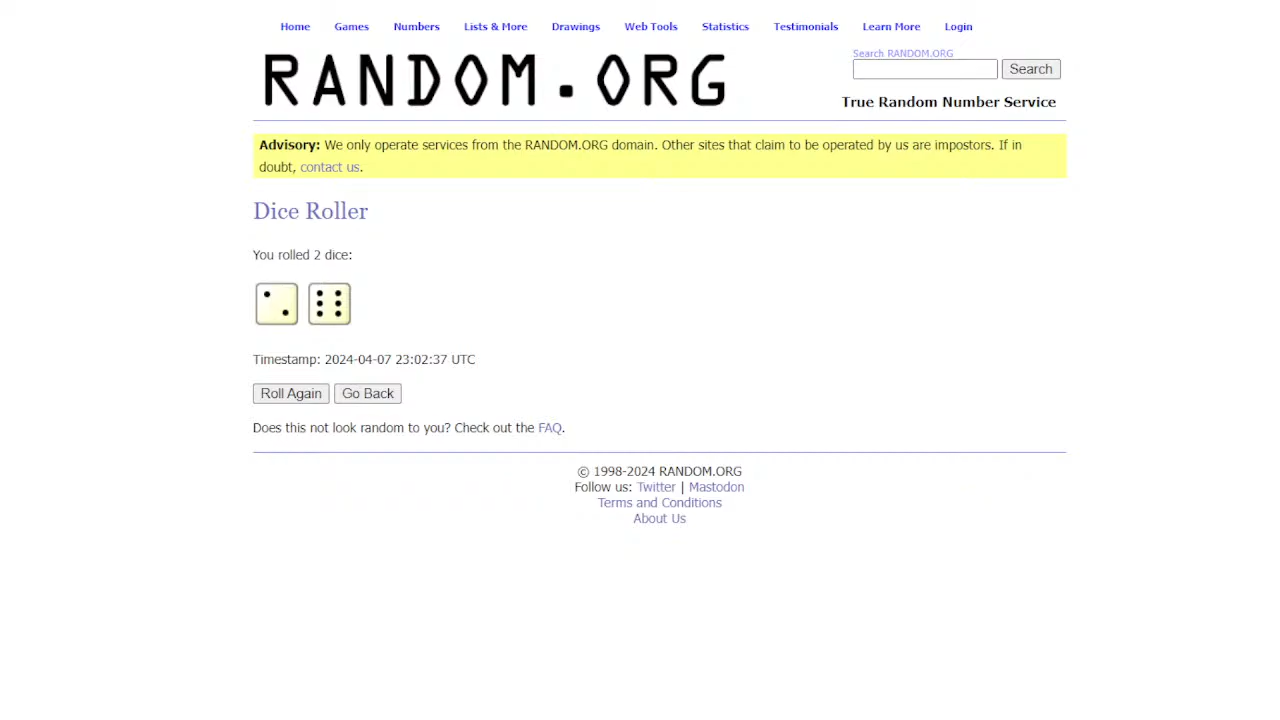 Home Games Numbers Lists & More Drawings Web Tools Statistics Testimonials Learn More Login
RANDOM.ORG
Search RANDOM.ORG
Search
True Random Number Service
Advisory: We only operate services from the RANDOM.ORG domain. Other sites that claim to be operated by us are impostors. If in
doubt, contact us.
Dice Roller
You rolled 2 dice:
Timestamp: 2024-04-07 23:02:37 UTC
Roll Again Go Back
Does this not look random to you? Check out the FAQ.
© 1998-2024 RANDOM.ORG
Follow us: Twitter | Mastodon
Terms and Conditions
About Us